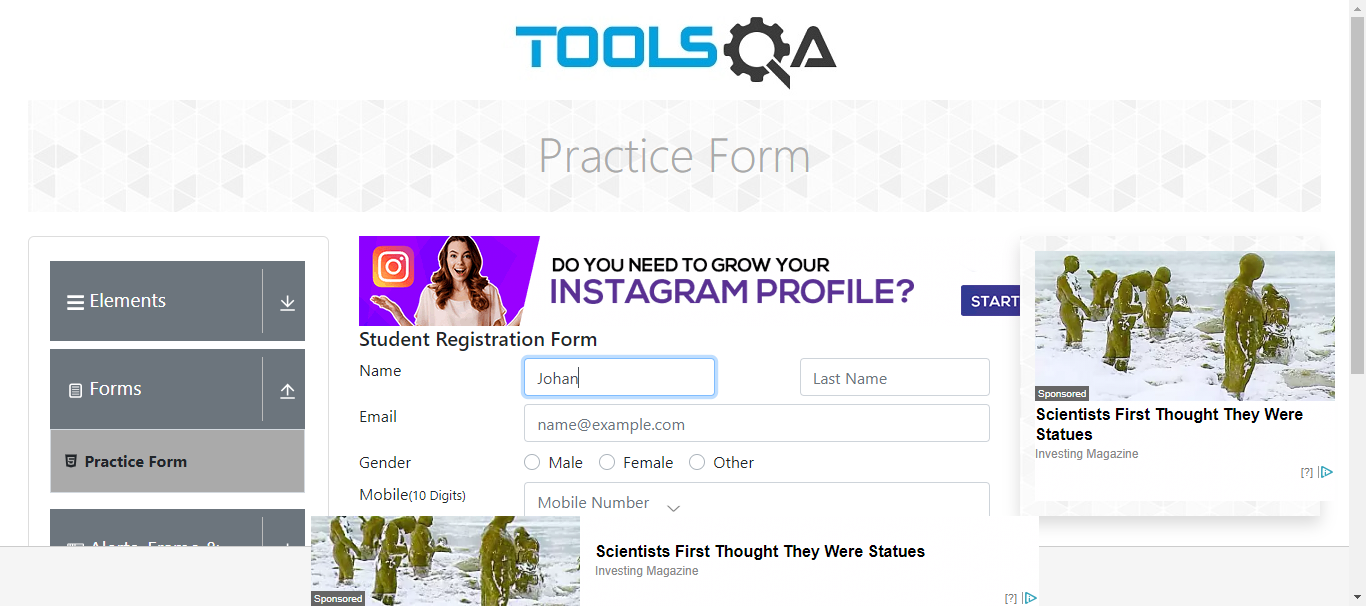 TOOLSQA
Practice Form
Elements
Forms
Practice Form
DO YOU NEED TO GROW YOUR
INSTAGRAM PROFILE?
START
Student Registration Form
Name
Johan
Last Name
Email
name@example.com
Gender
Male
Female
Other
Mobile(10 Digits)
Mobile Number
Sponsored
Scientists First Thought They Were
Statues
Investing Magazine
[?]
Sponsored
Scientists First Thought They Were Statues
Investing Magazine
[?]